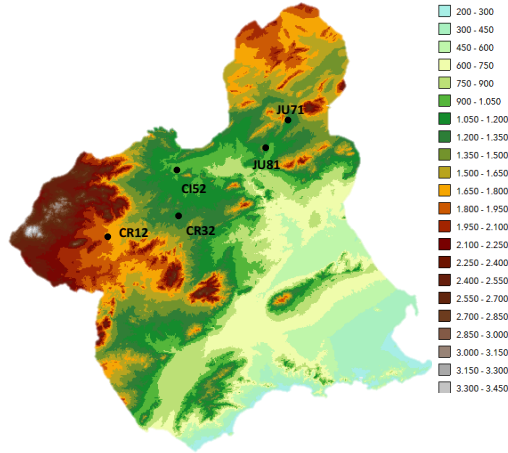 JU71
JU81
CI52
CR32
CR12
200 - 300
300 - 450
450 - 600
600 - 750
750 - 900
900 - 1.050
1.050 - 1.200
1.200 - 1.350
1.350 - 1.500
1.500 - 1.650
1.650 - 1.800
1.800 - 1.950
1.950 - 2.100
2.100 - 2.250
2.250 - 2.400
2.400 - 2.550
2.550 - 2.700
2.700 - 2.850
2.850 - 3.000
3.000 - 3.150
3.150 - 3.300
3.300 - 3.450